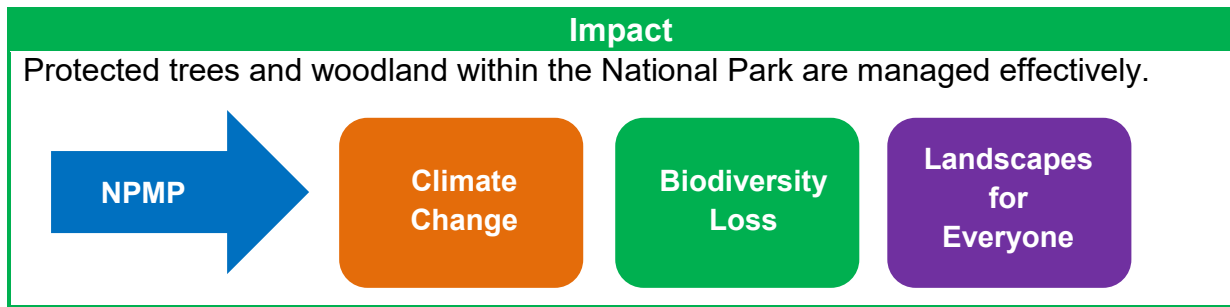 Impact
Protected trees and woodland within the National Park are managed effectively.
NPMP
Climate
Change
Biodiversity
Loss
Landscapes
for
Everyone